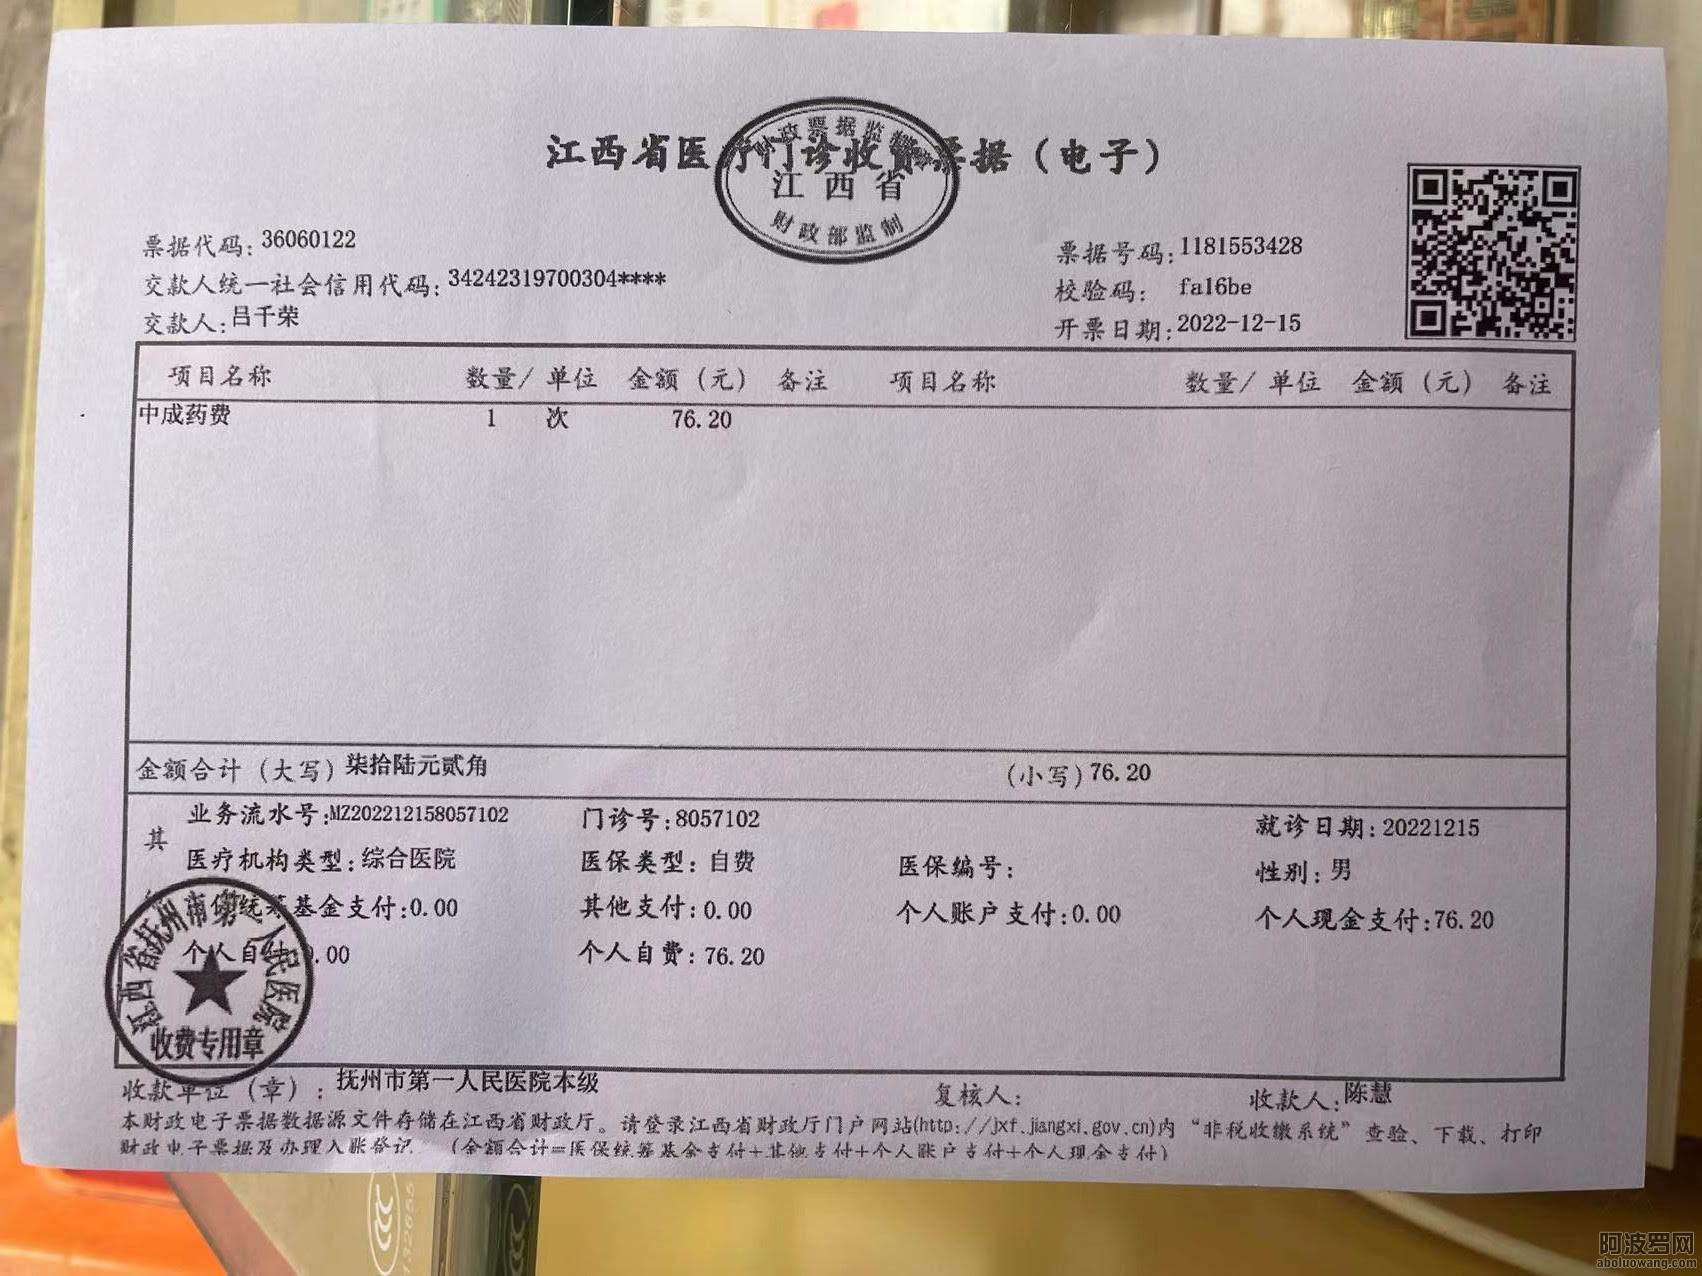 江西省医疗门诊收费票据（电子）
财政票据监制章
江西省
财政部监制
票据代码：36060122
票据号码：1181553428
交款人统一社会信用代码：34242319700304****
校验码： fa16be
交款人：吕千荣
开票日期：2022-12-15
项目名称 数量/单位 金额（元） 备注 项目名称 数量/单位 金额（元） 备注
中成药费 1 次 76.20
金额合计（大写）柒拾陆元贰角 （小写）76.20
其
业务流水号：MZ202212158057102 门诊号：8057102 就诊日期：20221215
医疗机构类型：综合医院 医保类型：自费 医保编号： 性别：男
医保统筹基金支付：0.00 其他支付：0.00 个人账户支付：0.00 个人现金支付：76.20
个人自付：0.00 个人自费：76.20
江西省抚州市第一人民医院
收费专用章
收款单位（章）：抚州市第一人民医院本级 复核人： 收款人：陈慧
本财政电子票据数据源文件存储在江西省财政厅。请登录江西省财政厅门户网站(http://jxf.jiangxi.gov.cn)内“非税收缴系统”查验、下载、打印
财政电子票据及办理入账登记. （金额合计=医保统筹基金支付+其他支付+个人账户支付+个人现金支付）
132655
阿波罗网
aboluowang.com